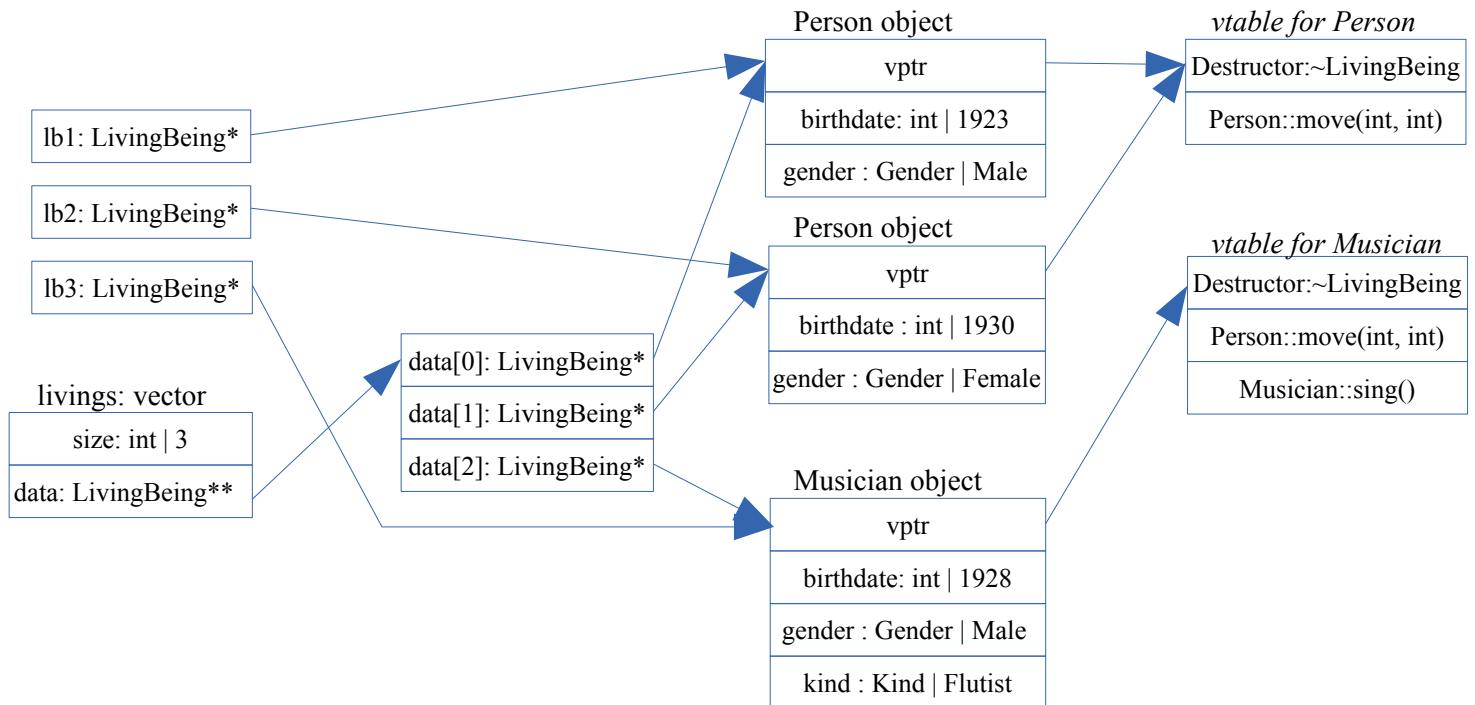 lb1: LivingBeing*
lb2: LivingBeing*
lb3: LivingBeing*
livings: vector
size: int | 3
data: LivingBeing**
data[0]: LivingBeing*
data[1]: LivingBeing*
data[2]: LivingBeing*
Person object
vptr
birthdate: int | 1923
gender : Gender | Male
Person object
vptr
birthdate : int | 1930
gender : Gender | Female
Musician object
vptr
birthdate: int | 1928
gender : Gender | Male
kind : Kind | Flutist
vtable for Person
Destructor:~LivingBeing
Person::move(int, int)
vtable for Musician
Destructor:~LivingBeing
Person::move(int, int)
Musician::sing()